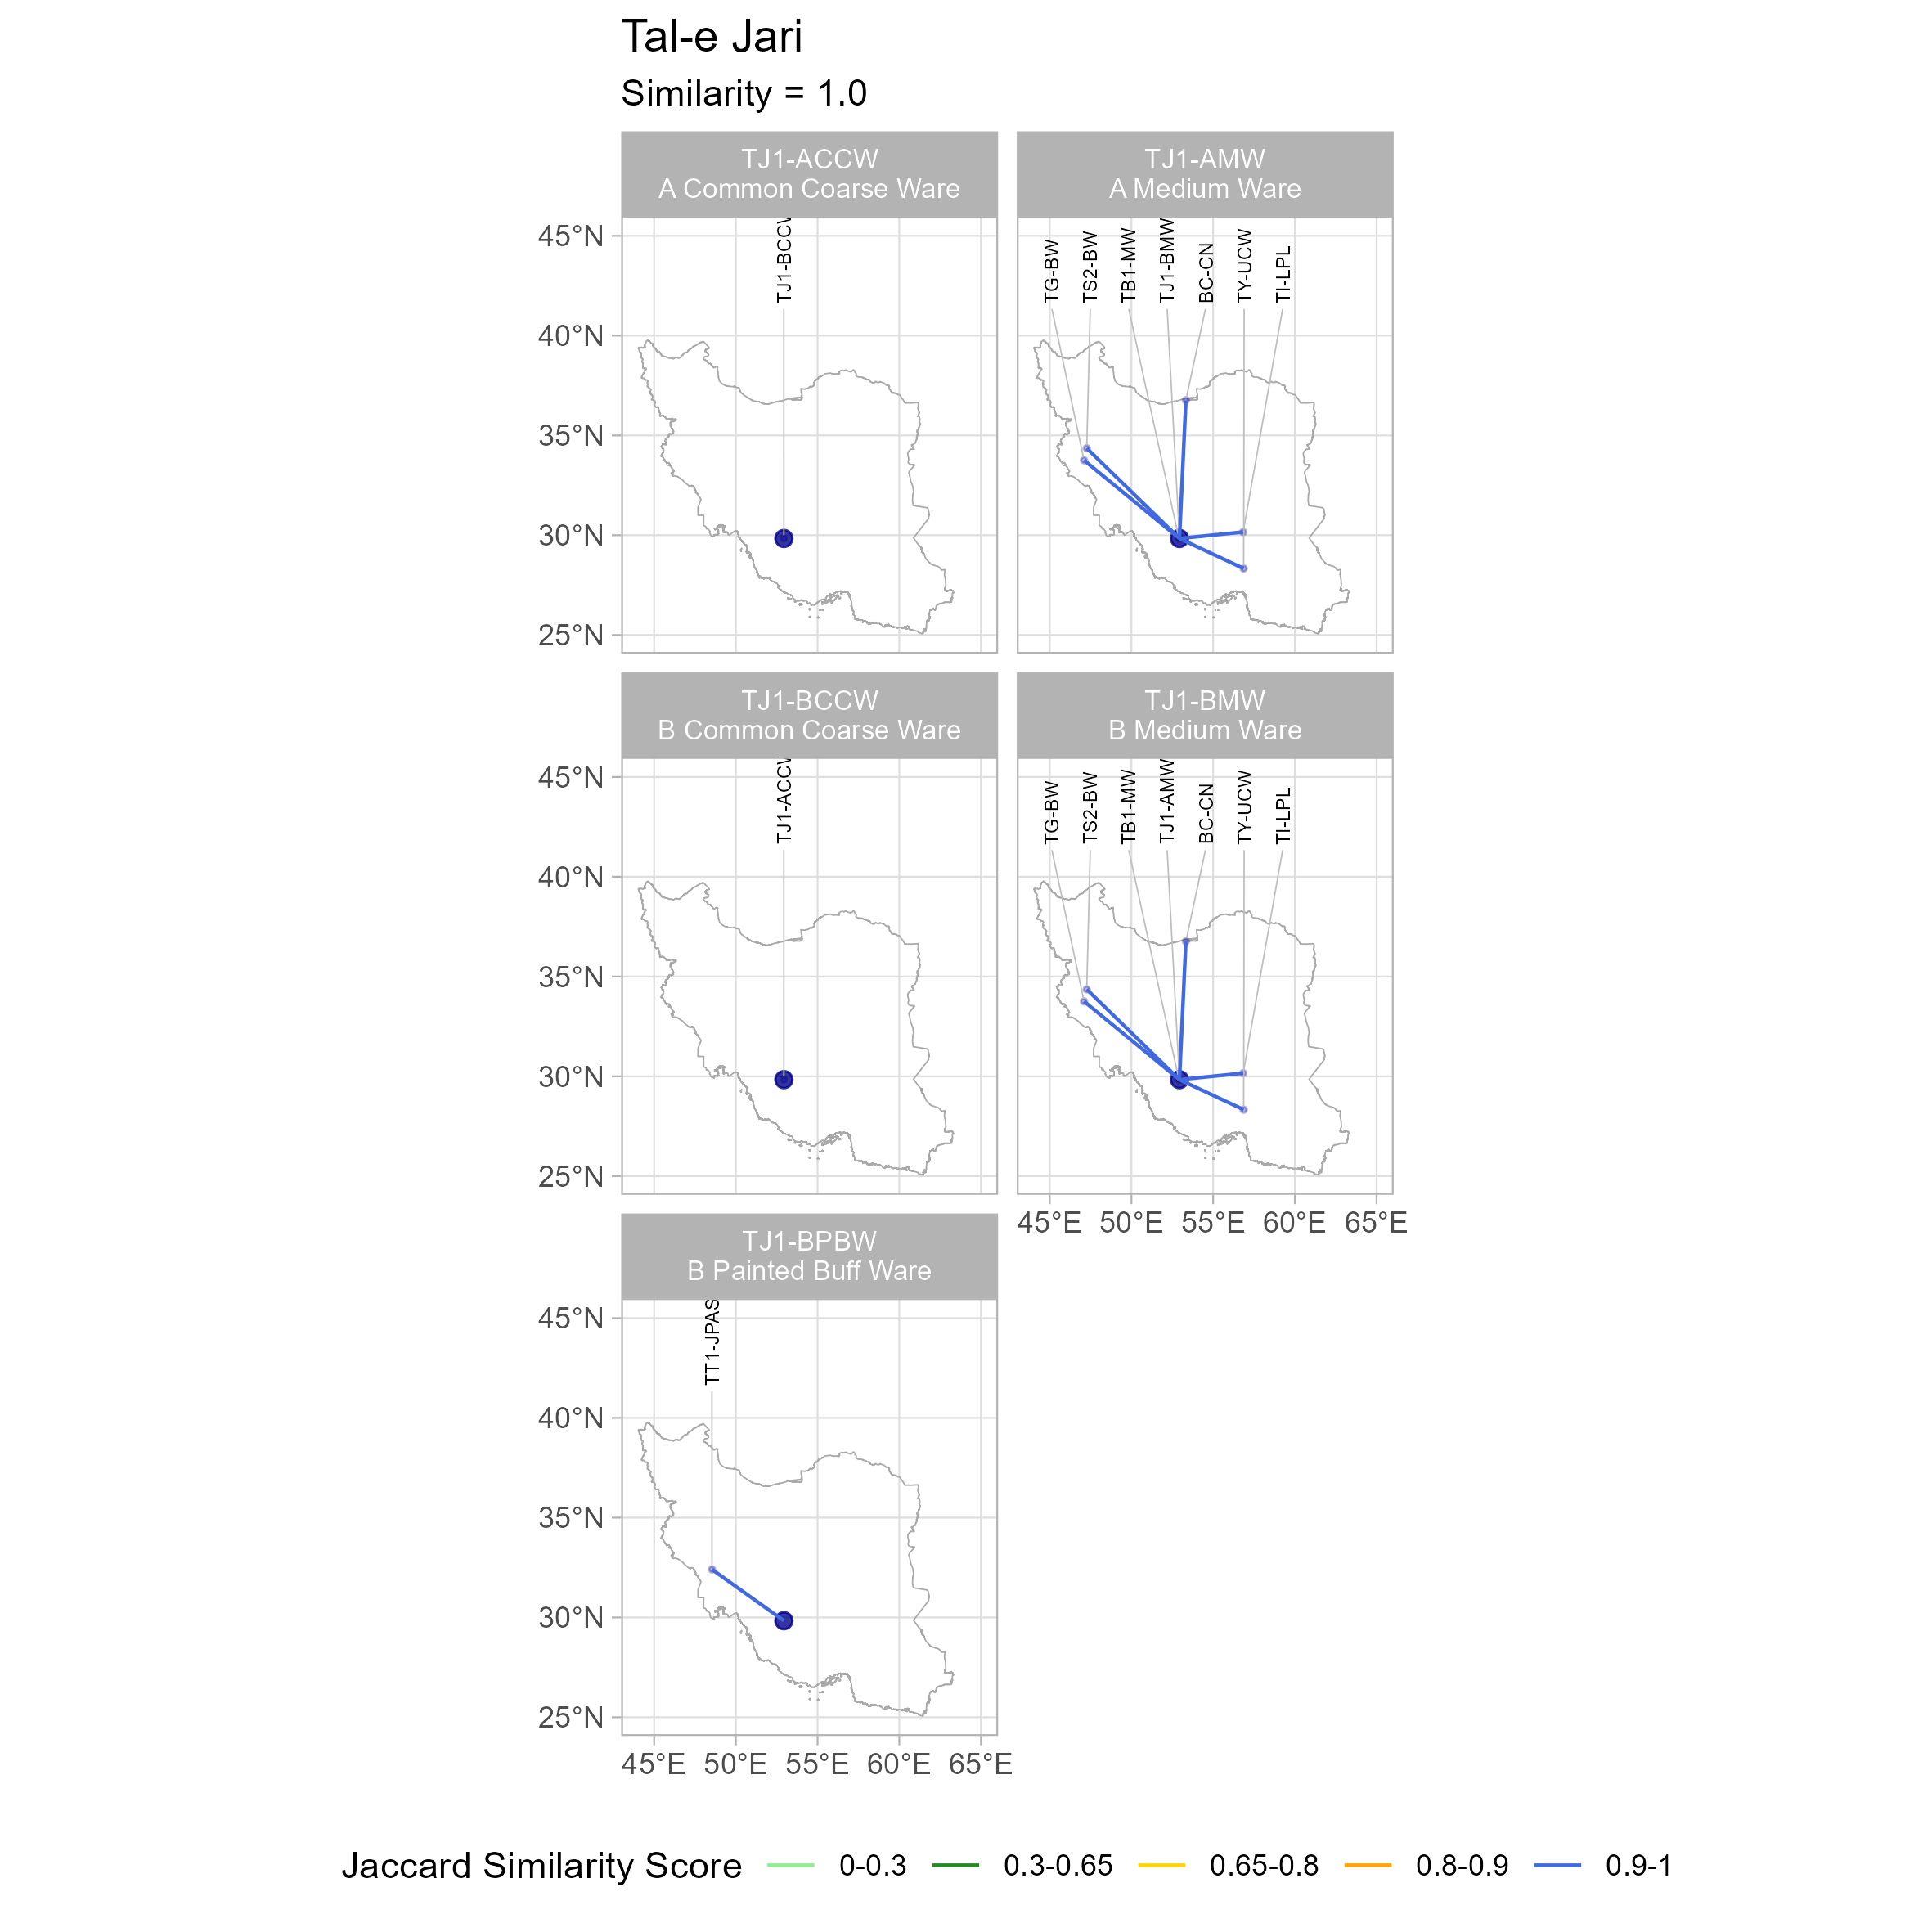 Tal-e Jari
Similarity = 1.0
TJ1-ACCW
A Common Coarse Ware
TJ1-AMW
A Medium Ware
TJ1-BCCW
TG-BW
TS2-BW
TB1-MW
TJ1-BMW
BC-CN
TY-UCW
TI-LPL
45°N
40°N
35°N
30°N
25°N
TJ1-BCCW
B Common Coarse Ware
TJ1-BMW
B Medium Ware
TJ1-ACCW
TG-BW
TS2-BW
TB1-MW
TJ1-AMW
BC-CN
TY-UCW
TI-LPL
45°N
40°N
35°N
30°N
25°N
45°E 50°E 55°E 60°E 65°E
TJ1-BPBW
B Painted Buff Ware
TT1-JPAS
45°N
40°N
35°N
30°N
25°N
45°E 50°E 55°E 60°E 65°E
Jaccard Similarity Score 0-0.3 0.3-0.65 0.65-0.8 0.8-0.9 0.9-1